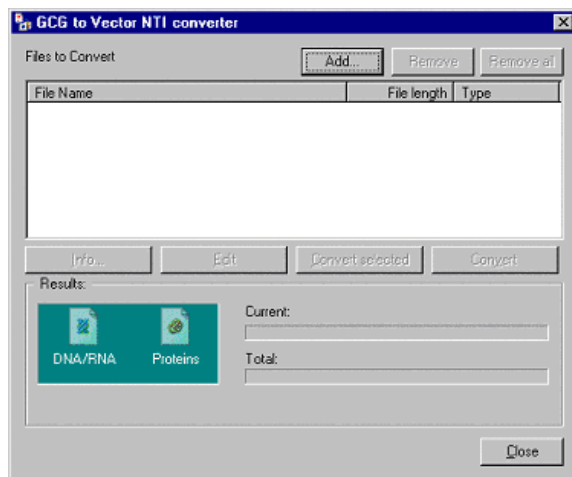 GCG to Vector NTI converter
Files to Convert
Add... Remove Remove all
File Name File length Type
Info... Edit Convert selected Convert
Results:
DNA/RNA Proteins
Current:
Total:
Close